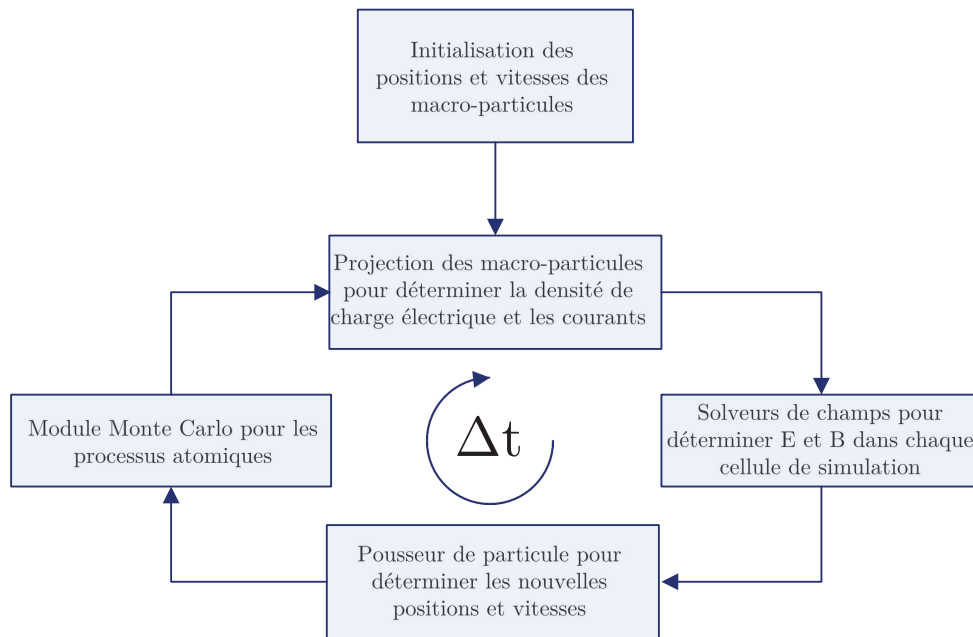 Initialisation des
positions et vitesses des
macro-particules
Projection des macro-particules
pour déterminer la densité de
charge électrique et les courants
Solveurs de champs pour
déterminer E et B dans chaque
cellule de simulation
Module Monte Carlo pour les
processus atomiques
Δt
Pousseur de particule pour
déterminer les nouvelles
positions et vitesses